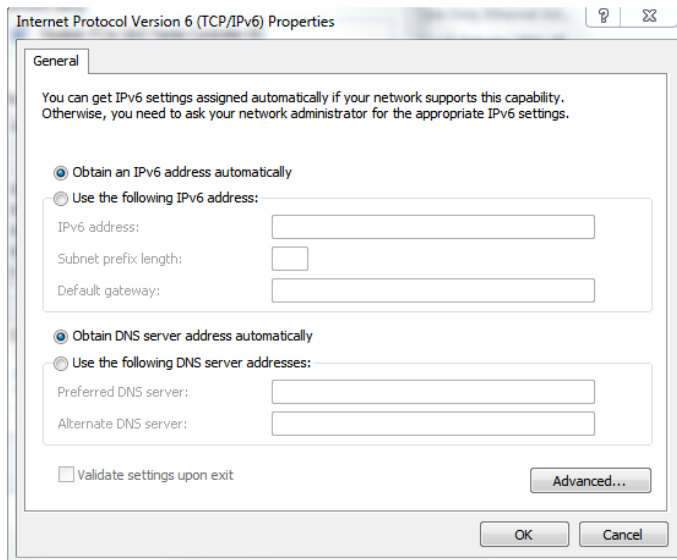 Internet Protocol Version 6 (TCP/IPv6) Properties
?
General
You can get IPv6 settings assigned automatically if your network supports this capability.
Otherwise, you need to ask your network administrator for the appropriate IPv6 settings.
Obtain an IPv6 address automatically
Use the following IPv6 address:
IPv6 address:
Subnet prefix length:
Default gateway:
Obtain DNS server address automatically
Use the following DNS server addresses:
Preferred DNS server:
Alternate DNS server:
Validate settings upon exit
Advanced...
OK
Cancel